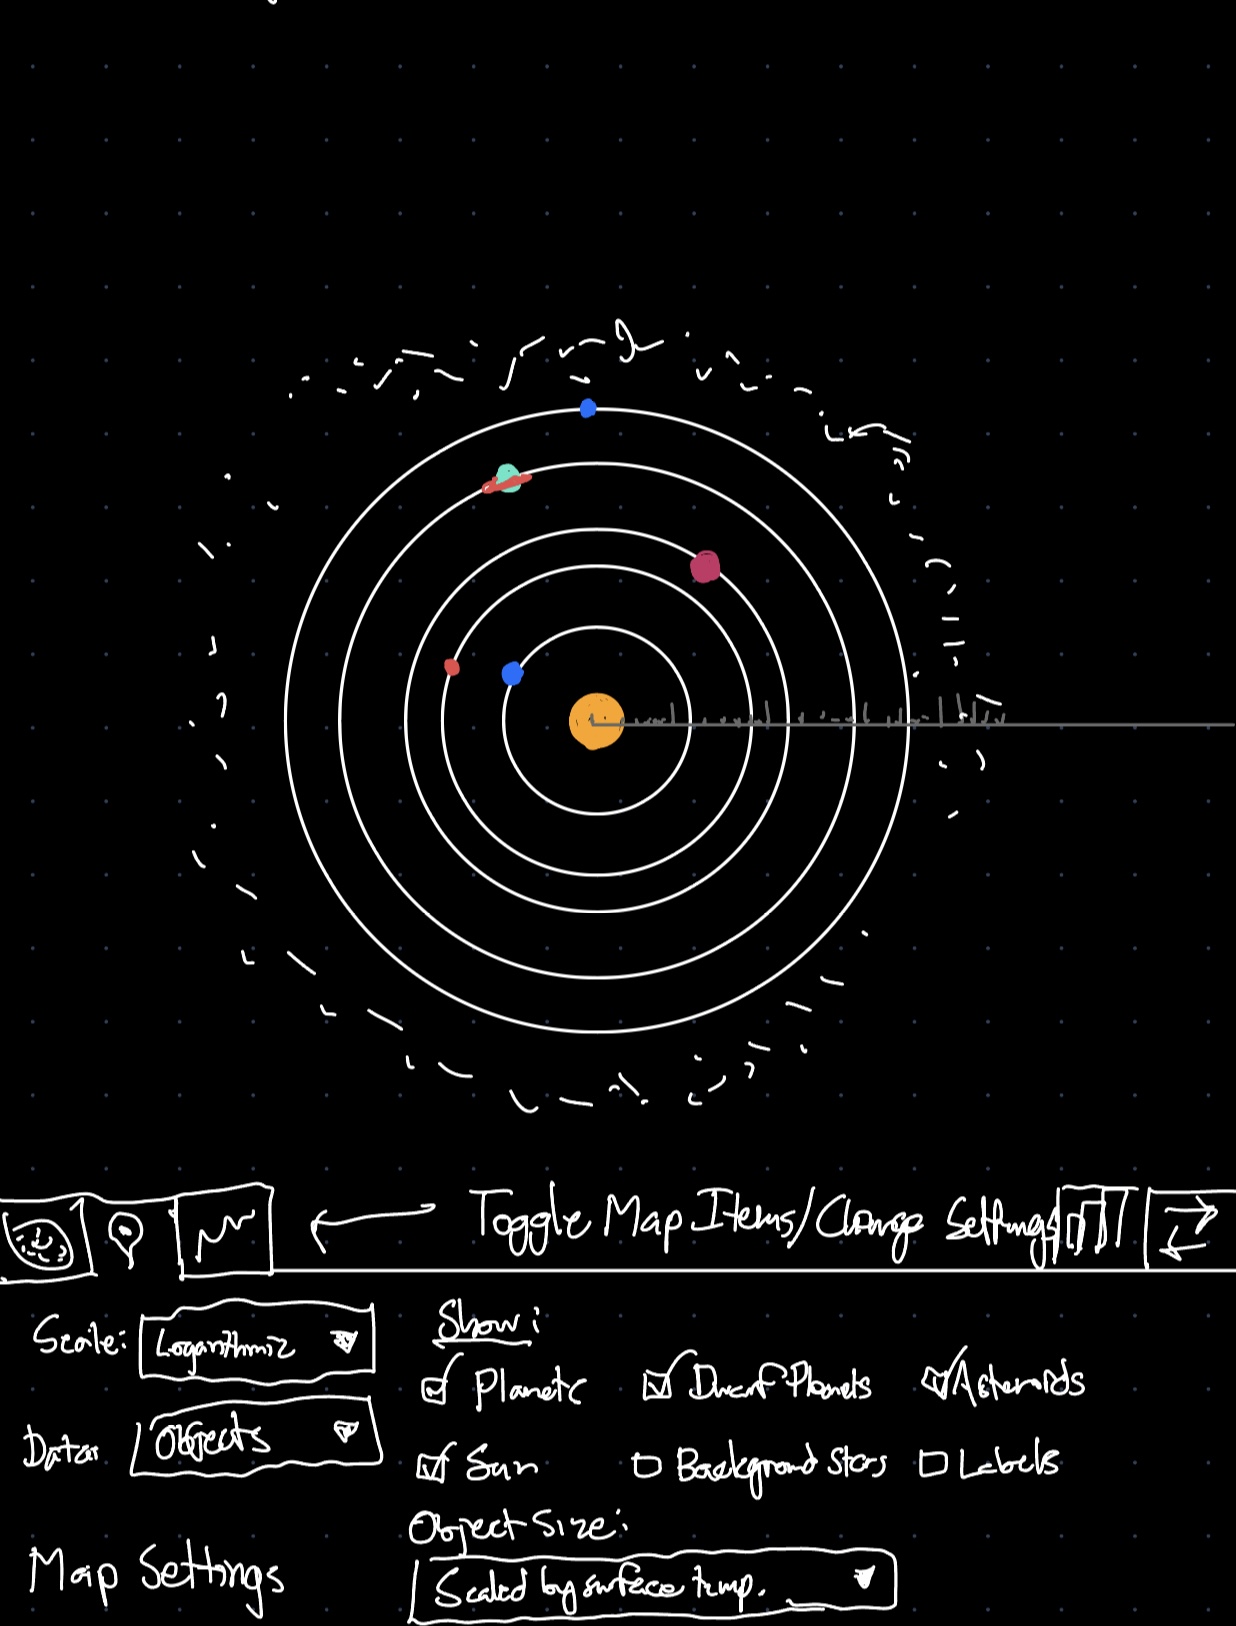 Toggle Map Items/Change Settings
Scale: Logarithmic
Show:
Planets
Dwarf Planets
Asteroids
Data: Objects
Sun
Background Stars
Labels
Object Size:
Map Settings
Scaled by surface temp.